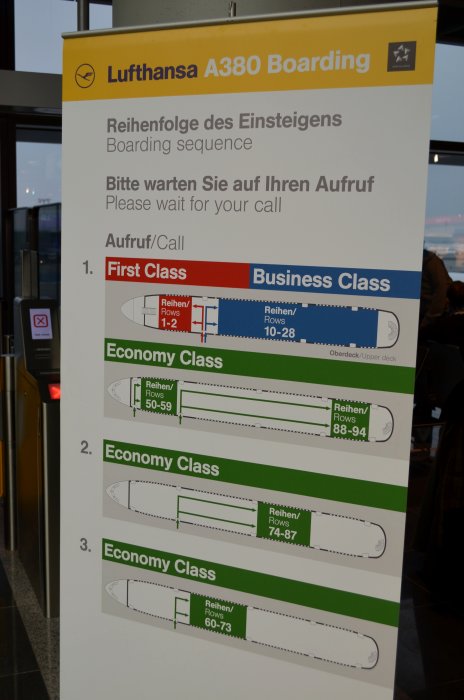 Lufthansa A380 Boarding
Reihenfolge des Einsteigens
Boarding sequence
Bitte warten Sie auf Ihren Aufruf
Please wait for your call
Aufruf/Call
1.
First Class
Business Class
Reihen/
Rows
1-2
Reihen/
Rows
10-28
Oberdeck/Upper deck
Economy Class
Reihen/
Rows
50-59
Reihen/
Rows
88-94
2.
Economy Class
Reihen/
Rows
74-87
3.
Economy Class
Reihen/
Rows
60-73